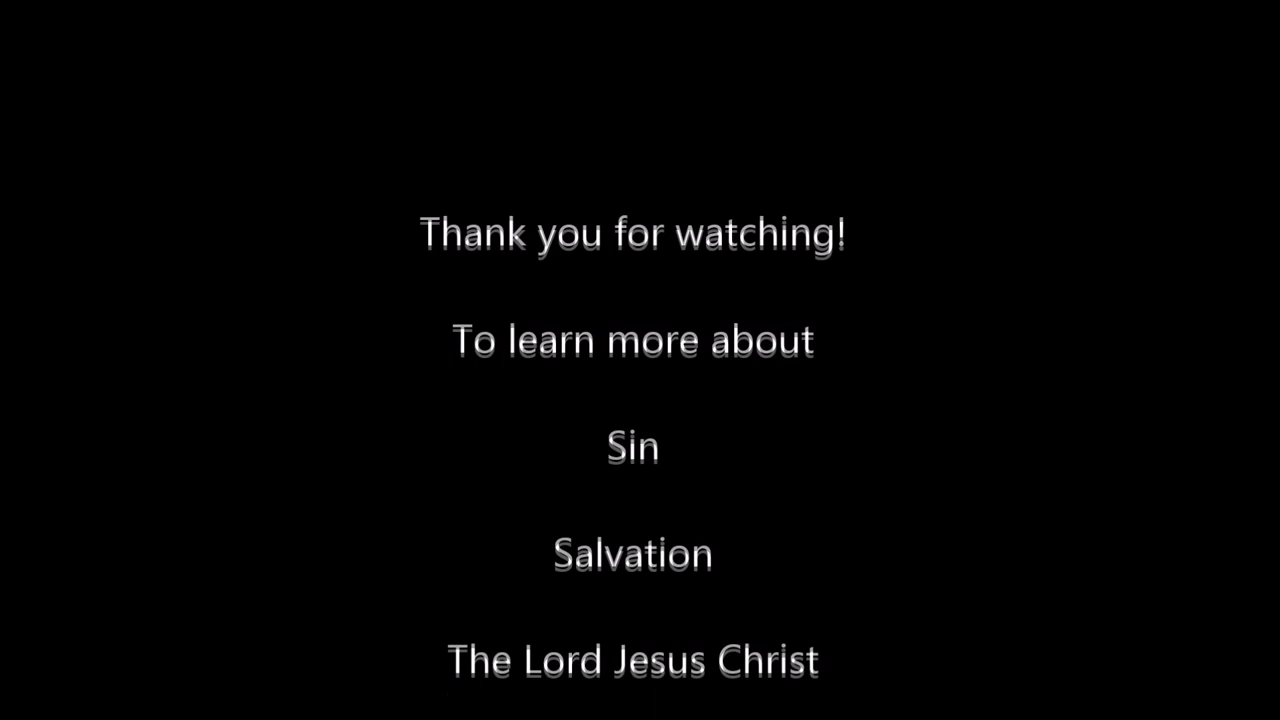 Thank you for watching!
To learn more about
Sin
Salvation
The Lord Jesus Christ